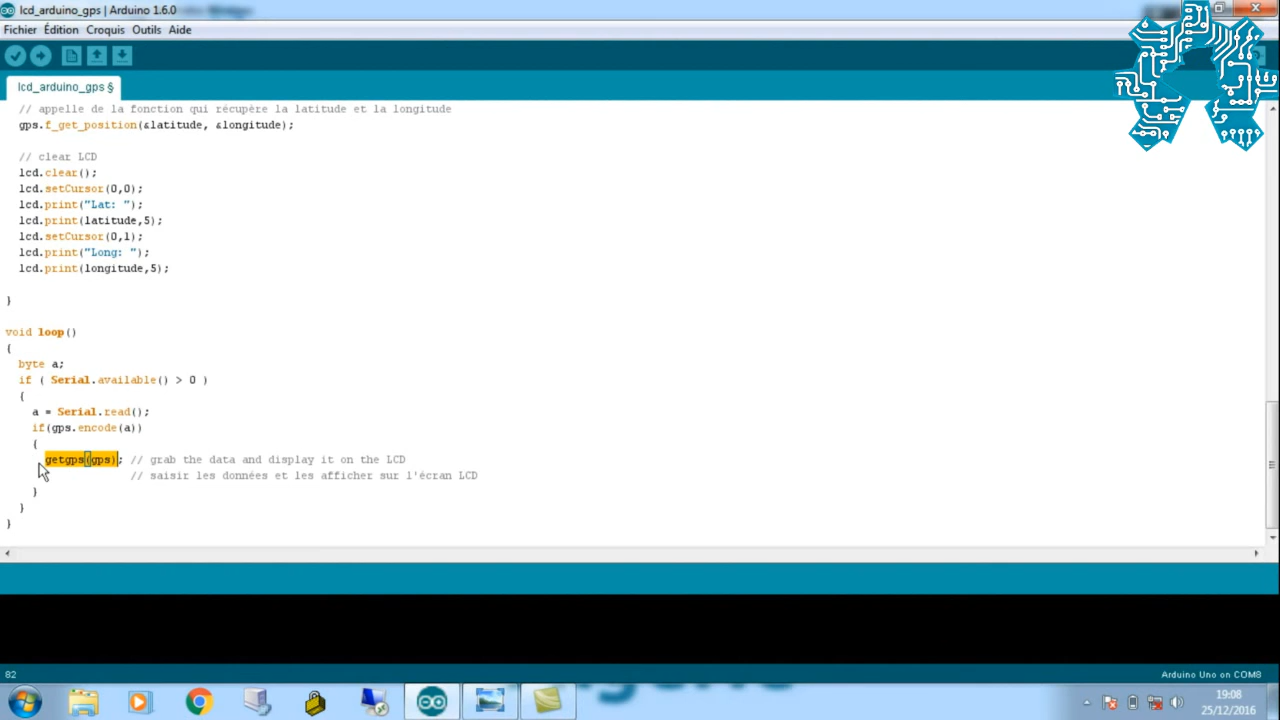 lcd_arduino_gps | Arduino 1.6.0
Fichier Édition Croquis Outils Aide
lcd_arduino_gps §
// appelle de la fonction qui récupère la latitude et la longitude
gps.f_get_position(&latitude, &longitude);
// clear LCD
lcd.clear();
lcd.setCursor(0,0);
lcd.print("Lat: ");
lcd.print(latitude,5);
lcd.setCursor(0,1);
lcd.print("Long: ");
lcd.print(longitude,5);
}
void loop()
{
byte a;
if ( Serial.available() > 0 )
{
a = Serial.read();
if(gps.encode(a))
{
getgps(gps); // grab the data and display it on the LCD
// saisir les données et les afficher sur l'écran LCD
}
}
}
82
Arduino Uno on COM8
19:08
25/12/2016